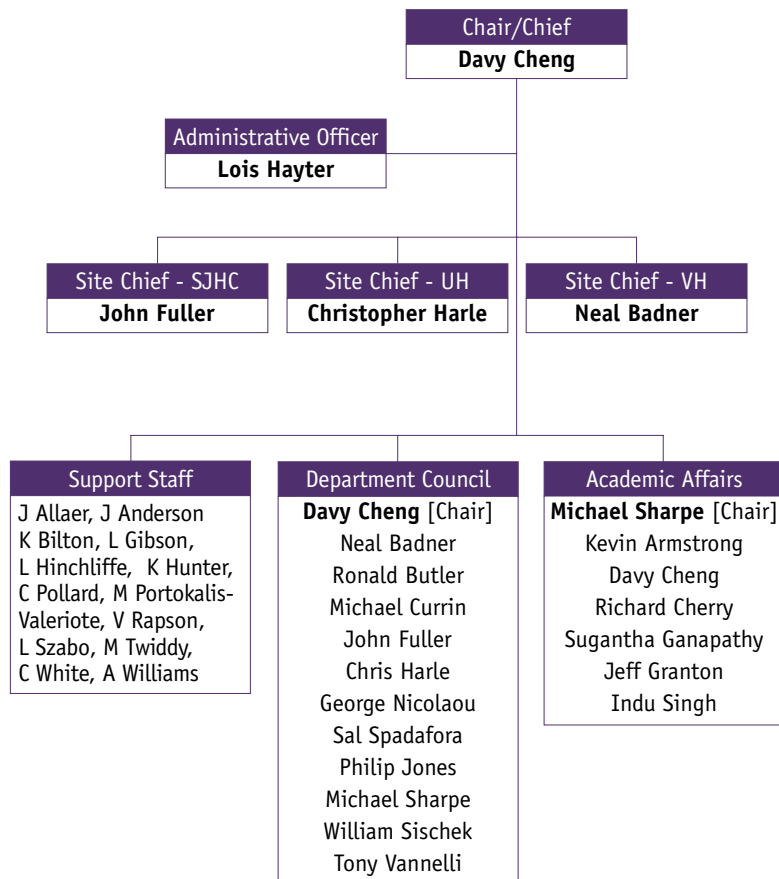 Chair/Chief
Davy Cheng
Administrative Officer
Lois Hayter
Site Chief - SJHC
John Fuller
Site Chief - UH
Christopher Harle
Site Chief - VH
Neal Badner
Support Staff
J Allaer, J Anderson
K Bilton, L Gibson,
L Hinchliffe, K Hunter,
C Pollard, M Portokalis-
Valeriote, V Rapson,
L Szabo, M Twiddy,
C White, A Williams
Department Council
Davy Cheng [Chair]
Neal Badner
Ronald Butler
Michael Currin
John Fuller
Chris Harle
George Nicolaou
Sal Spadafora
Philip Jones
Michael Sharpe
William Sischek
Tony Vannelli
Academic Affairs
Michael Sharpe [Chair]
Kevin Armstrong
Davy Cheng
Richard Cherry
Sugantha Ganapathy
Jeff Granton
Indu Singh